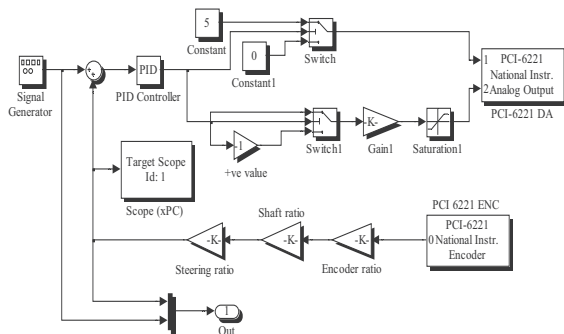 5
Constant
0
Constant1
Switch
PCI-6221
1 National Instr.
Analog Output
2
PCI-6221 DA
Signal
Generator
PID
PID Controller
-1
+ve value
Switch1
-K-
Gain1
Saturation1
Target Scope
Id: 1
Scope (xPC)
PCI 6221 ENC
PCI-6221
0 National Instr.
Encoder
Shaft ratio
-K-
-K-
-K-
Steering ratio
Encoder ratio
1
Out